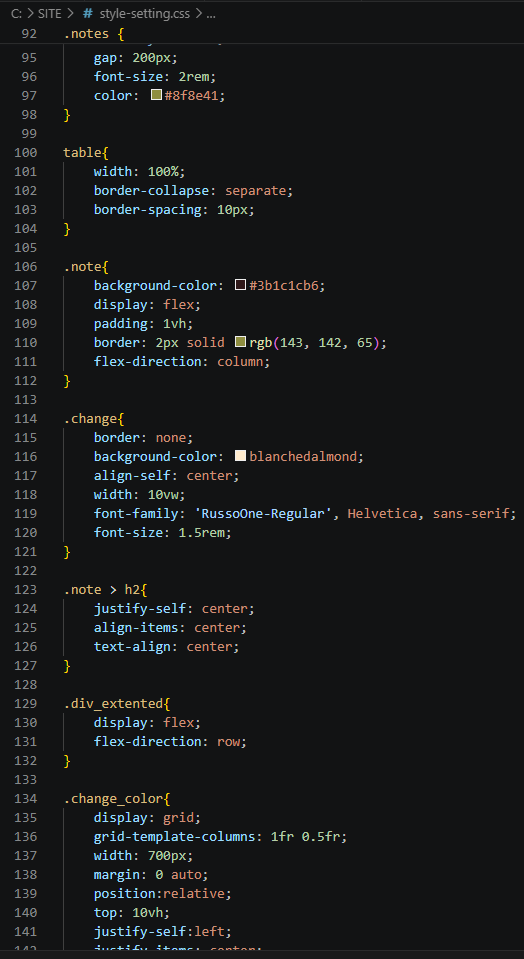 C: > SITE > # style-setting.css > ...
92 .notes {
95 gap: 200px;
96 font-size: 2rem;
97 color: #8f8e41;
98 }
99
100 table{
101 width: 100%;
102 border-collapse: separate;
103 border-spacing: 10px;
104 }
105
106 .note{
107 background-color: #3b1c1cb6;
108 display: flex;
109 padding: 1vh;
110 border: 2px solid rgb(143, 142, 65);
111 flex-direction: column;
112 }
113
114 .change{
115 border: none;
116 background-color: blanchedalmond;
117 align-self: center;
118 width: 10vw;
119 font-family: 'RussoOne-Regular', Helvetica, sans-serif;
120 font-size: 1.5rem;
121 }
122
123 .note > h2{
124 justify-self: center;
125 align-items: center;
126 text-align: center;
127 }
128
129 .div_extented{
130 display: flex;
131 flex-direction: row;
132 }
133
134 .change_color{
135 display: grid;
136 grid-template-columns: 1fr 0.5fr;
137 width: 700px;
138 margin: 0 auto;
139 position:relative;
140 top: 10vh;
141 justify-self:left;
142 justify-items: center;